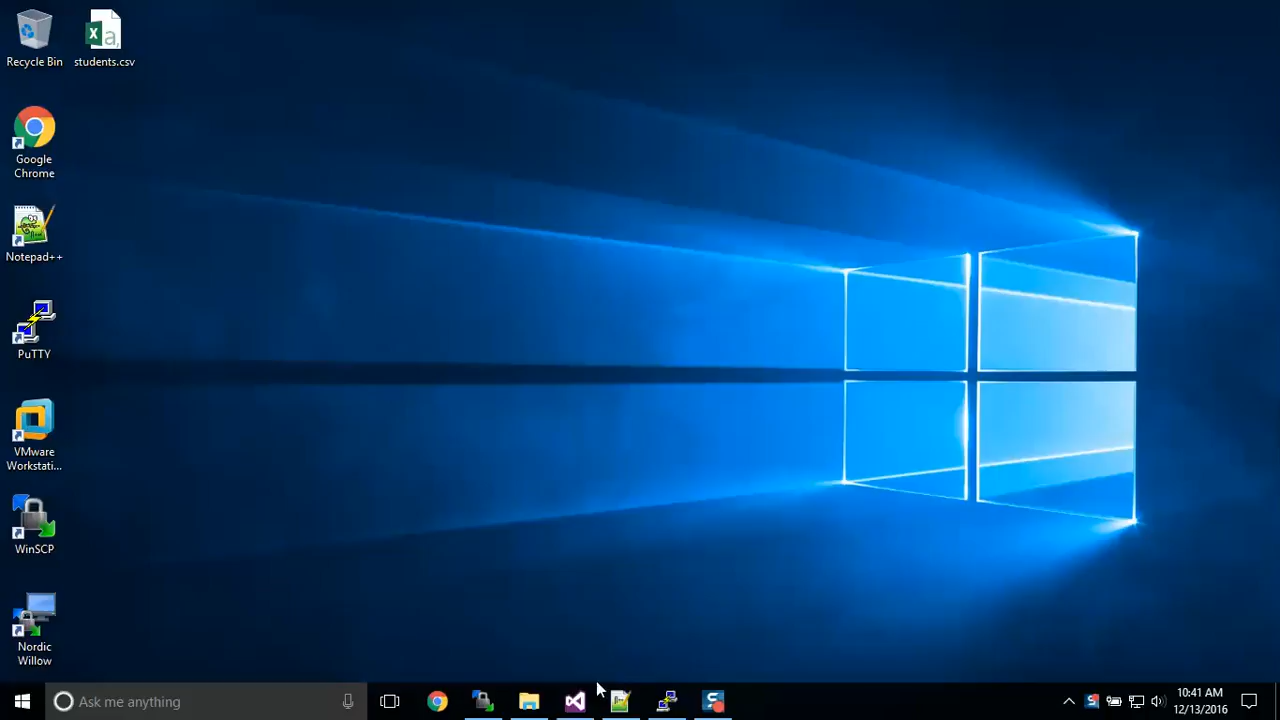 Recycle Bin
students.csv
Google
Chrome
Notepad++
PuTTY
VMware
Workstati...
WinSCP
Nordic
Willow
Ask me anything
10:41 AM
12/13/2016